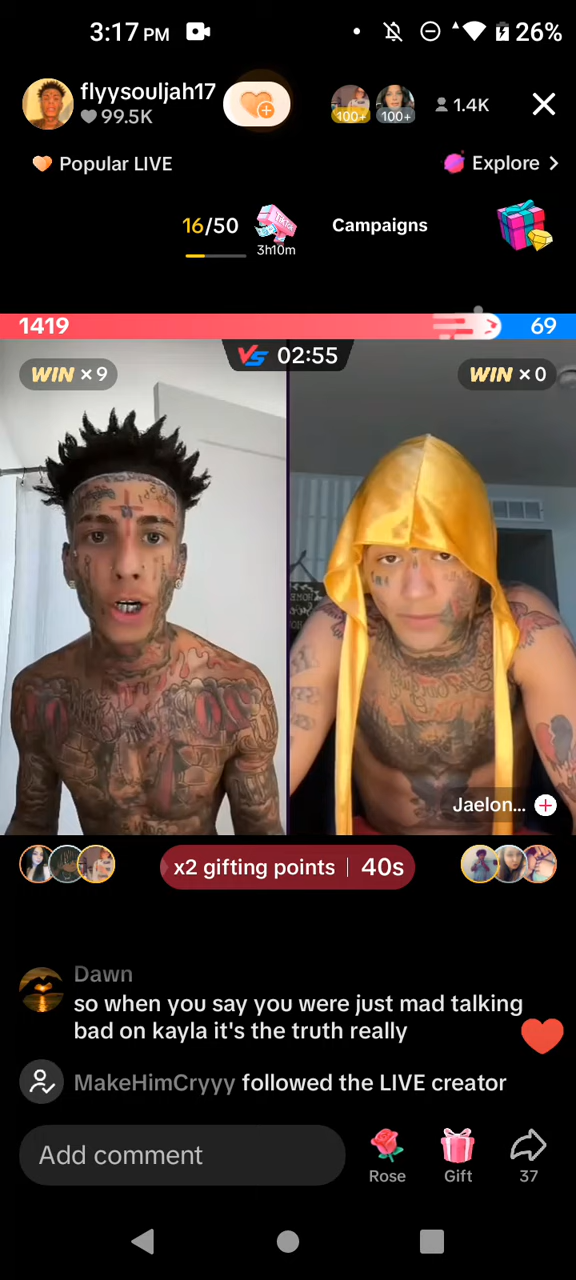 3:17 PM 26%
flyysouljah17
99.5K
100+ 100+ 1.4K
Popular LIVE Explore >
16/50 Campaigns
3h10m
1419 69
VS 02:55
WIN × 9 WIN × 0
Jaelon...
x2 gifting points | 40s
Dawn
so when you say you were just mad talking
bad on kayla it's the truth really
MakeHimCryyy followed the LIVE creator
Add comment
Rose Gift 37